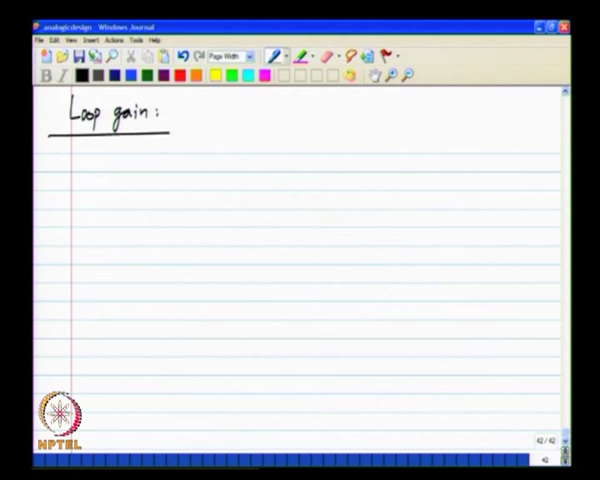 analogicdesign - Windows Journal
File Edit View Insert Actions Tools Help
Page Width
B I
Loop gain :
NPTEL
42 / 42
42